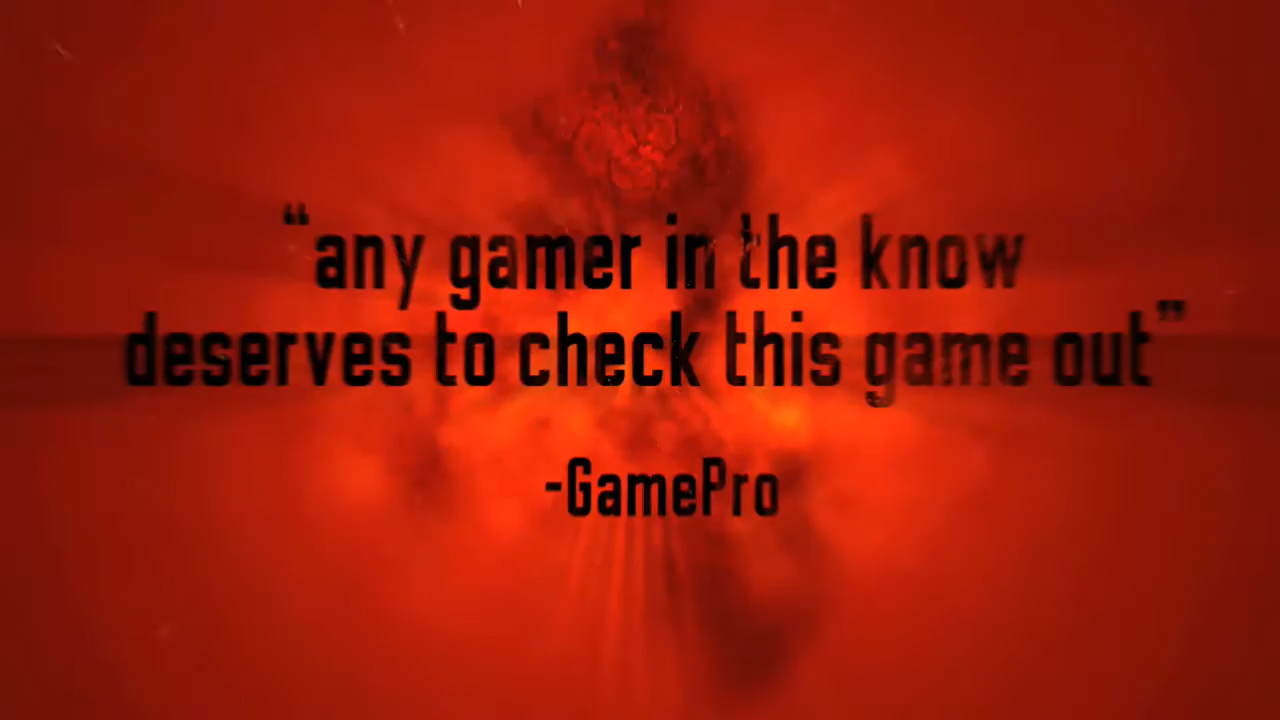 “any gamer in the know
deserves to check this game out”
-GamePro